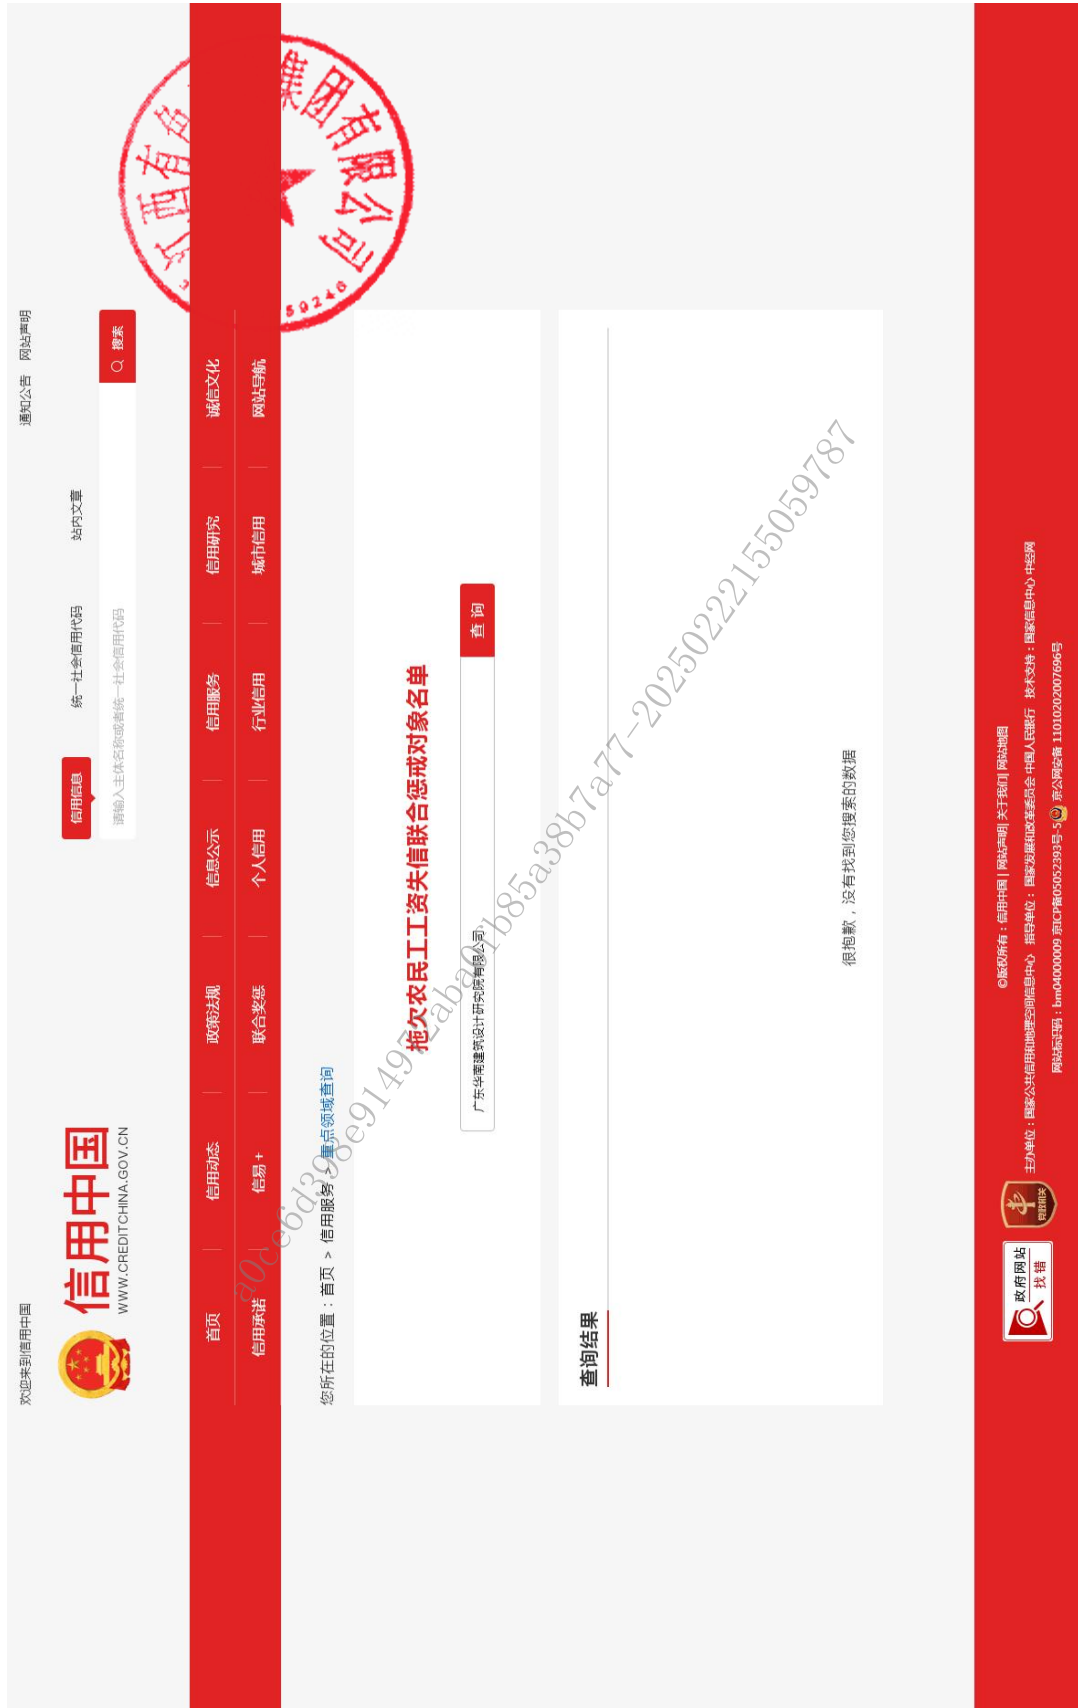 欢迎来到信用中国
通知公告 网站声明
信用中国
WWW.CREDITCHINA.GOV.CN
信用信息 统一社会信用代码 站内文章
请输入主体名称或者统一社会信用代码
搜索
首页 信用动态 政策法规 信息公示 信用服务 信用研究 诚信文化
信用承诺 信易+ 联合奖惩 个人信用 行业信用 城市信用 网站导航
集团有限公司
59246
您所在的位置：首页 > 信用服务 > 重点领域查询
拖欠农民工工资失信联合惩戒对象名单
广东华南建筑设计研究院有限公司
查询
查询结果
很抱歉，没有找到您搜索的数据
政府网站
找错
党政机关
©版权所有：信用中国 | 网站声明| 关于我们| 网站地图
主办单位：国家公共信用和地理空间信息中心 指导单位： 国家发展和改革委员会 中国人民银行 技术支持：国家信息中心 中经网
网站标识码：bm04000009 京ICP备05052393号-5 京公网安备 11010202007696号